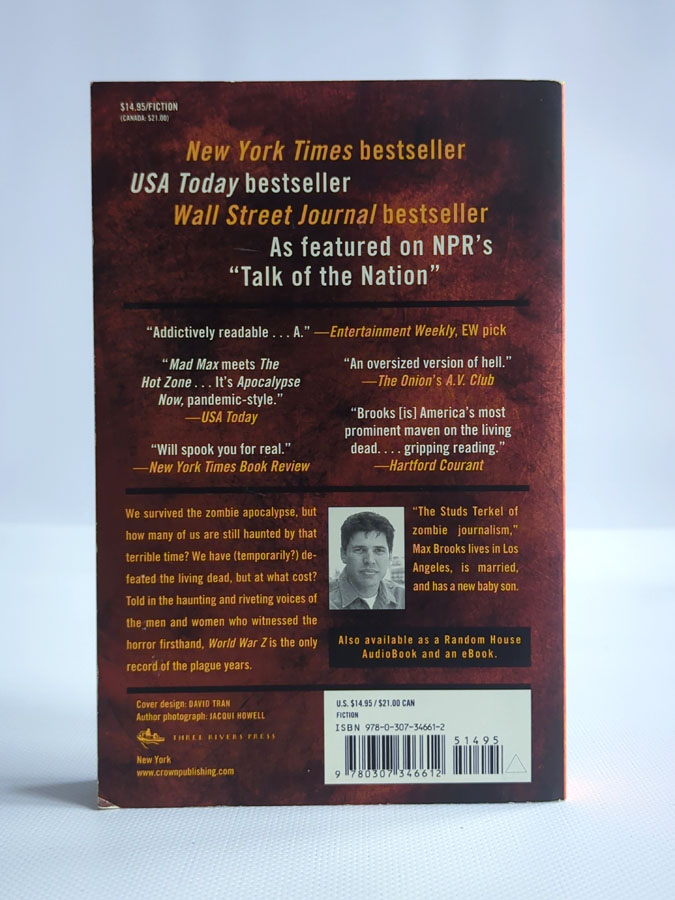 $14.95/FICTION
(CANADA: $21.00)
New York Times bestseller
USA Today bestseller
Wall Street Journal bestseller
As featured on NPR’s
“Talk of the Nation”
“Addictively readable . . . A.” —Entertainment Weekly, EW pick
“Mad Max meets The
Hot Zone . . . It’s Apocalypse
Now, pandemic-style.”
—USA Today
“Will spook you for real.”
—New York Times Book Review
“An oversized version of hell.”
—The Onion’s A.V. Club
“Brooks [is] America’s most
prominent maven on the living
dead. . . . gripping reading.”
—Hartford Courant
We survived the zombie apocalypse, but
how many of us are still haunted by that
terrible time? We have (temporarily?) de-
feated the living dead, but at what cost?
Told in the haunting and riveting voices of
the men and women who witnessed the
horror firsthand, World War Z is the only
record of the plague years.
“The Studs Terkel of
zombie journalism,”
Max Brooks lives in Los
Angeles, is married,
and has a new baby son.
Also available as a Random House
AudioBook and an eBook.
Cover design: DAVID TRAN
Author photograph: JACQUI HOWELL
THREE RIVERS PRESS
New York
www.crownpublishing.com
U.S. $14.95 / $21.00 CAN
FICTION
ISBN 978-0-307-34661-2
51495
9 780307 346612